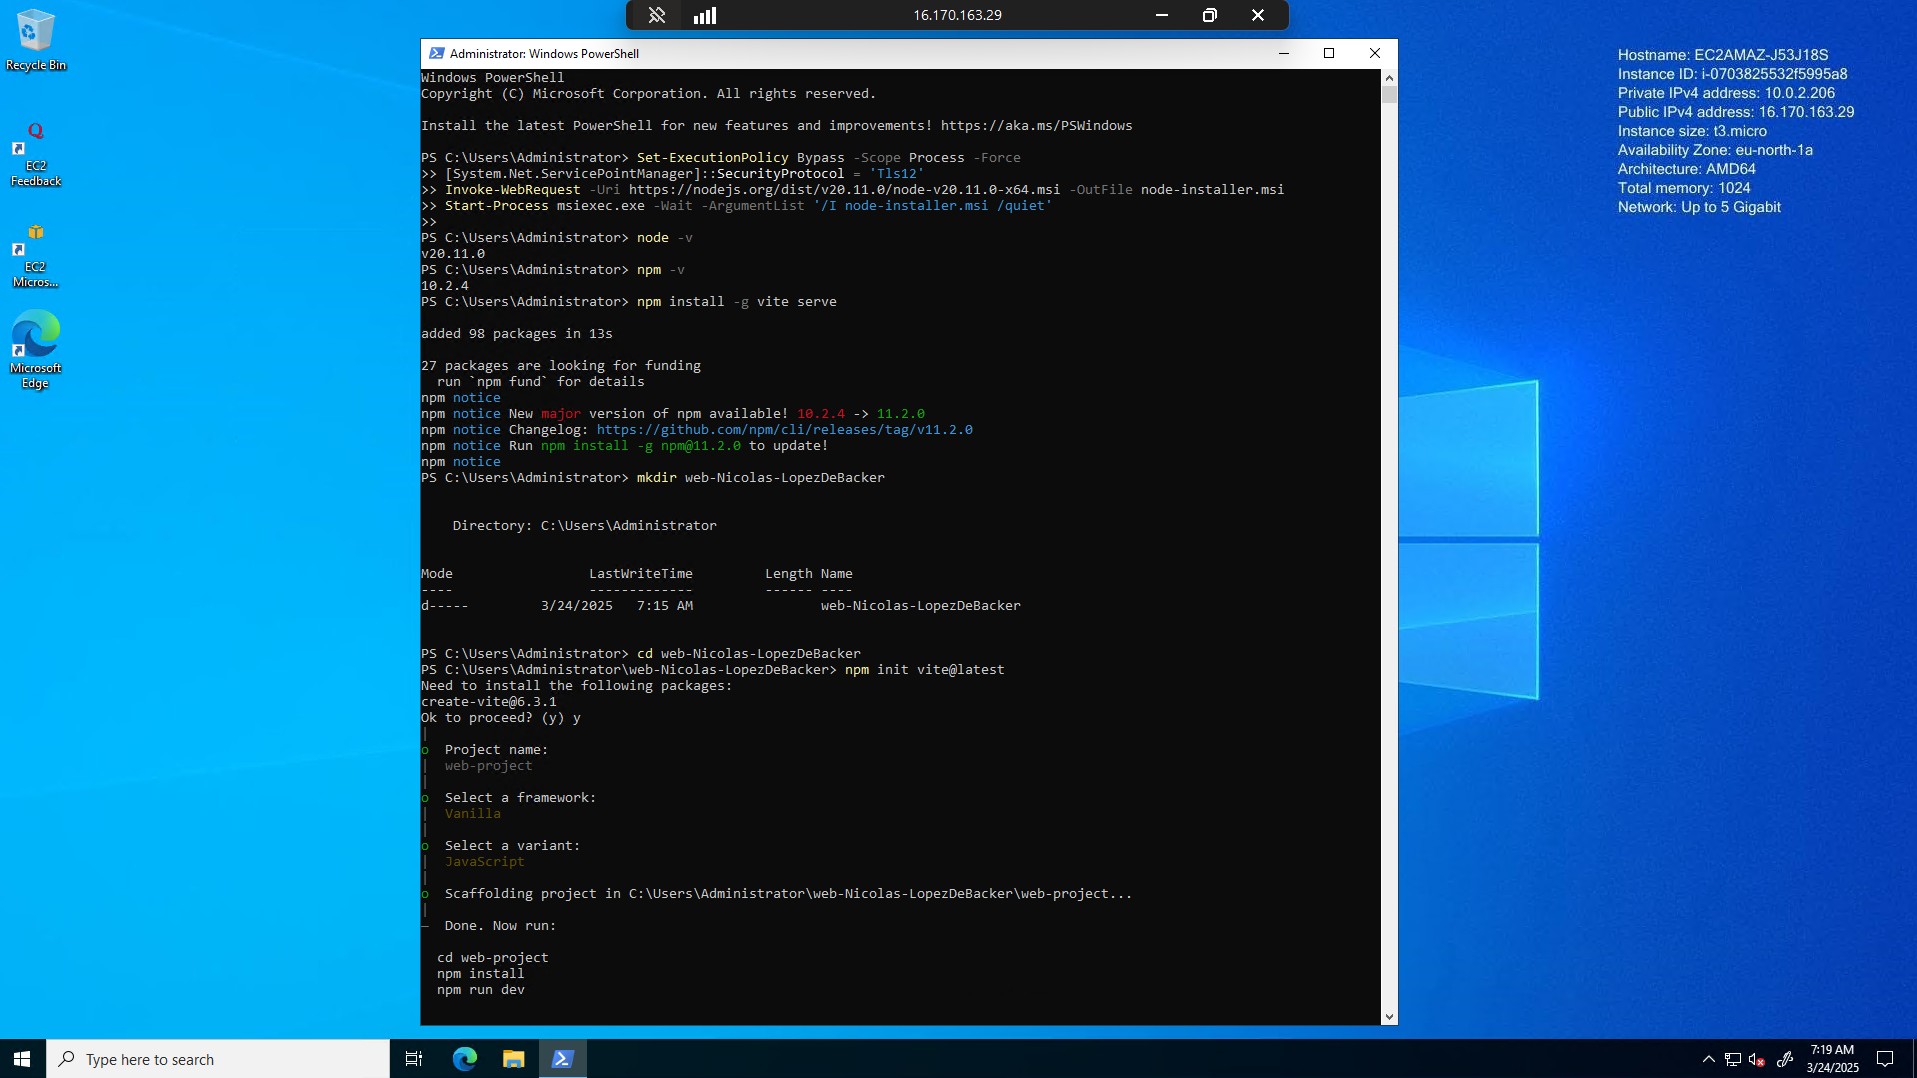 16.170.163.29
Recycle Bin
EC2
Feedback
EC2
Micros...
Microsoft
Edge
Hostname: EC2AMAZ-J53J18S
Instance ID: i-0703825532f5995a8
Private IPv4 address: 10.0.2.206
Public IPv4 address: 16.170.163.29
Instance size: t3.micro
Availability Zone: eu-north-1a
Architecture: AMD64
Total memory: 1024
Network: Up to 5 Gigabit
Administrator: Windows PowerShell
Windows PowerShell
Copyright (C) Microsoft Corporation. All rights reserved.
Install the latest PowerShell for new features and improvements! https://aka.ms/PSWindows
PS C:\Users\Administrator> Set-ExecutionPolicy Bypass -Scope Process -Force
>> [System.Net.ServicePointManager]::SecurityProtocol = 'Tls12'
>> Invoke-WebRequest -Uri https://nodejs.org/dist/v20.11.0/node-v20.11.0-x64.msi -OutFile node-installer.msi
>> Start-Process msiexec.exe -Wait -ArgumentList '/I node-installer.msi /quiet'
>>
PS C:\Users\Administrator> node -v
v20.11.0
PS C:\Users\Administrator> npm -v
10.2.4
PS C:\Users\Administrator> npm install -g vite serve
added 98 packages in 13s
27 packages are looking for funding
run `npm fund` for details
npm notice
npm notice New major version of npm available! 10.2.4 -> 11.2.0
npm notice Changelog: https://github.com/npm/cli/releases/tag/v11.2.0
npm notice Run npm install -g npm@11.2.0 to update!
npm notice
PS C:\Users\Administrator> mkdir web-Nicolas-LopezDeBacker
Directory: C:\Users\Administrator
Mode LastWriteTime Length Name
---- ------------- ------ ----
d----- 3/24/2025 7:15 AM web-Nicolas-LopezDeBacker
PS C:\Users\Administrator> cd web-Nicolas-LopezDeBacker
PS C:\Users\Administrator\web-Nicolas-LopezDeBacker> npm init vite@latest
Need to install the following packages:
create-vite@6.3.1
Ok to proceed? (y) y
|
o Project name:
| web-project
|
o Select a framework:
| Vanilla
|
o Select a variant:
| JavaScript
|
o Scaffolding project in C:\Users\Administrator\web-Nicolas-LopezDeBacker\web-project...
|
— Done. Now run:
cd web-project
npm install
npm run dev
Type here to search
7:19 AM
3/24/2025